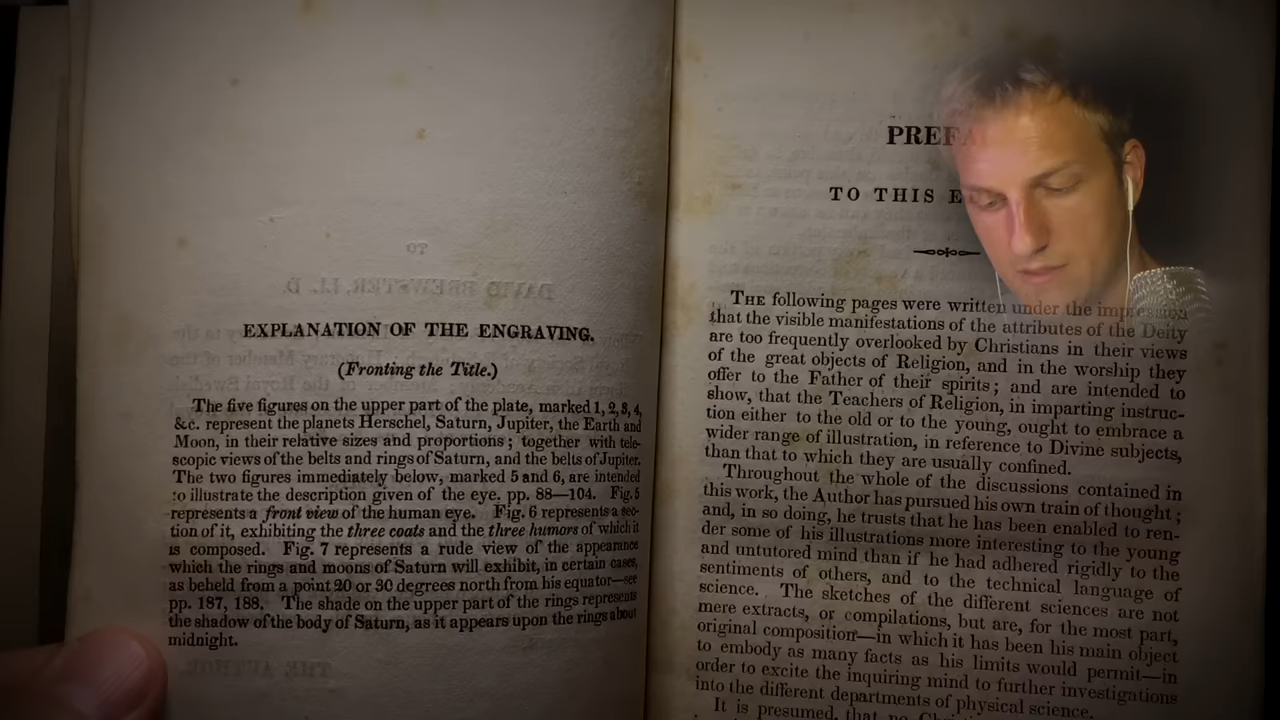 EXPLANATION OF THE ENGRAVING.
(Fronting the Title.)
The five figures on the upper part of the plate, marked 1, 2, 3, 4,
&c. represent the planets Herschel, Saturn, Jupiter, the Earth and
Moon, in their relative sizes and proportions; together with tele-
scopic views of the belts and rings of Saturn, and the belts of Jupiter.
The two figures immediately below, marked 5 and 6, are intended
to illustrate the description given of the eye. pp. 88—104. Fig. 5
represents a front view of the human eye. Fig. 6 represents a sec-
tion of it, exhibiting the three coats and the three humors of which it
is composed. Fig. 7 represents a rude view of the appearance
which the rings and moons of Saturn will exhibit, in certain cases,
as beheld from a point 20 or 30 degrees north from his equator—see
pp. 187, 188. The shade on the upper part of the rings represents
the shadow of the body of Saturn, as it appears upon the rings about
midnight.
TO
DAVID BREWSTER, LL. D.
THE AUTHOR
PREFA
TO THIS E
THE following pages were written under the impression
that the visible manifestations of the attributes of the Deity
are too frequently overlooked by Christians in their views
of the great objects of Religion, and in the worship they
offer to the Father of their spirits; and are intended to
show, that the Teachers of Religion, in imparting instruc-
tion either to the old or to the young, ought to embrace a
wider range of illustration, in reference to Divine subjects,
than that to which they are usually confined.
Throughout the whole of the discussions contained in
this work, the Author has pursued his own train of thought;
and, in so doing, he trusts that he has been enabled to ren-
der some of his illustrations more interesting to the young
and untutored mind than if he had adhered rigidly to the
sentiments of others, and to the technical language of
science. The sketches of the different sciences are not
mere extracts, or compilations, but are, for the most part,
original composition—in which it has been his main object
to embody as many facts as his limits would permit—in
order to excite the inquiring mind to further investigations
into the different departments of physical science.
It is presumed, that no